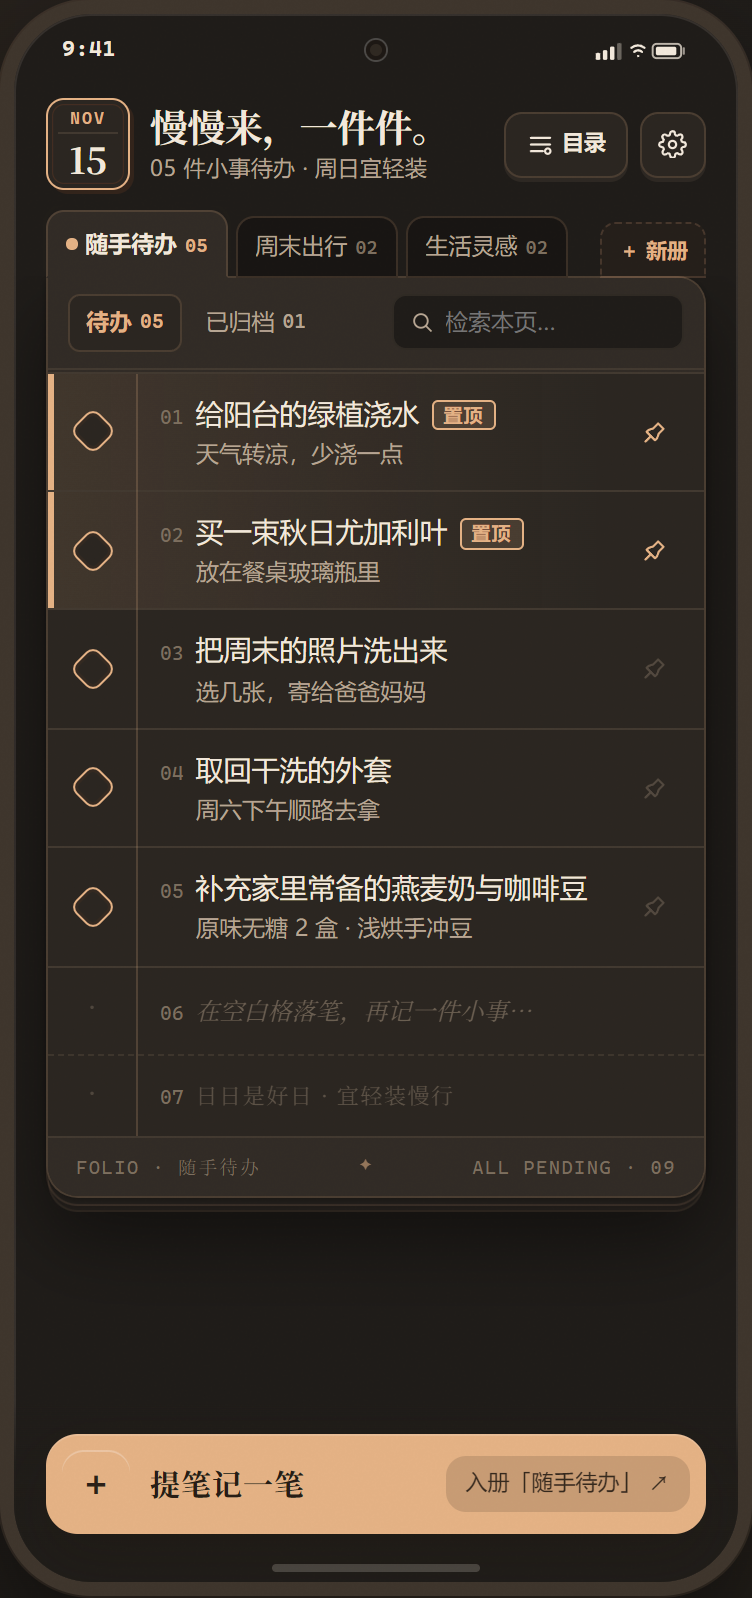 9:41
NOV
15
慢慢来，一件件。
05 件小事待办 · 周日宜轻装
目录
随手待办 05
周末出行 02
生活灵感 02
+ 新册
待办 05
已归档 01
检索本页...
01 给阳台的绿植浇水 置顶
天气转凉，少浇一点
02 买一束秋日尤加利叶 置顶
放在餐桌玻璃瓶里
03 把周末的照片洗出来
选几张，寄给爸爸妈妈
04 取回干洗的外套
周六下午顺路去拿
05 补充家里常备的燕麦奶与咖啡豆
原味无糖 2 盒 · 浅烘手冲豆
06 在空白格落笔，再记一件小事…
07 日日是好日 · 宜轻装慢行
FOLIO · 随手待办
ALL PENDING · 09
+ 提笔记一笔
入册「随手待办」 ↗